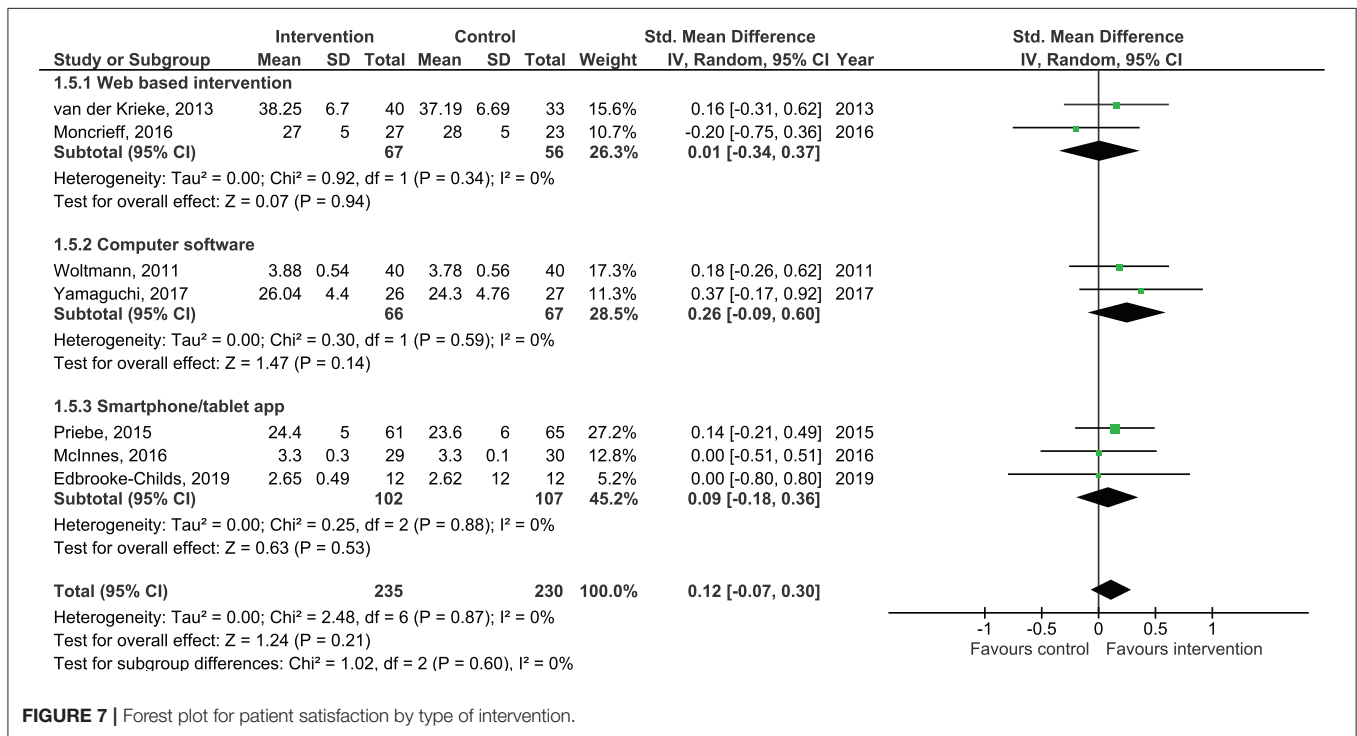 Intervention Control Std. Mean Difference Std. Mean Difference
Study or Subgroup Mean SD Total Mean SD Total Weight IV, Random, 95% CI Year IV, Random, 95% CI
1.5.1 Web based intervention
van der Krieke, 2013 38.25 6.7 40 37.19 6.69 33 15.6% 0.16 [-0.31, 0.62] 2013
Moncrieff, 2016 27 5 27 28 5 23 10.7% -0.20 [-0.75, 0.36] 2016
Subtotal (95% CI) 67 56 26.3% 0.01 [-0.34, 0.37]
Heterogeneity: Tau² = 0.00; Chi² = 0.92, df = 1 (P = 0.34); I² = 0%
Test for overall effect: Z = 0.07 (P = 0.94)
1.5.2 Computer software
Woltmann, 2011 3.88 0.54 40 3.78 0.56 40 17.3% 0.18 [-0.26, 0.62] 2011
Yamaguchi, 2017 26.04 4.4 26 24.3 4.76 27 11.3% 0.37 [-0.17, 0.92] 2017
Subtotal (95% CI) 66 67 28.5% 0.26 [-0.09, 0.60]
Heterogeneity: Tau² = 0.00; Chi² = 0.30, df = 1 (P = 0.59); I² = 0%
Test for overall effect: Z = 1.47 (P = 0.14)
1.5.3 Smartphone/tablet app
Priebe, 2015 24.4 5 61 23.6 6 65 27.2% 0.14 [-0.21, 0.49] 2015
McInnes, 2016 3.3 0.3 29 3.3 0.1 30 12.8% 0.00 [-0.51, 0.51] 2016
Edbrooke-Childs, 2019 2.65 0.49 12 2.62 12 12 5.2% 0.00 [-0.80, 0.80] 2019
Subtotal (95% CI) 102 107 45.2% 0.09 [-0.18, 0.36]
Heterogeneity: Tau² = 0.00; Chi² = 0.25, df = 2 (P = 0.88); I² = 0%
Test for overall effect: Z = 0.63 (P = 0.53)
Total (95% CI) 235 230 100.0% 0.12 [-0.07, 0.30]
Heterogeneity: Tau² = 0.00; Chi² = 2.48, df = 6 (P = 0.87); I² = 0%
Test for overall effect: Z = 1.24 (P = 0.21)
Test for subgroup differences: Chi² = 1.02, df = 2 (P = 0.60), I² = 0%
-1 -0.5 0 0.5 1
Favours control Favours intervention
FIGURE 7 | Forest plot for patient satisfaction by type of intervention.